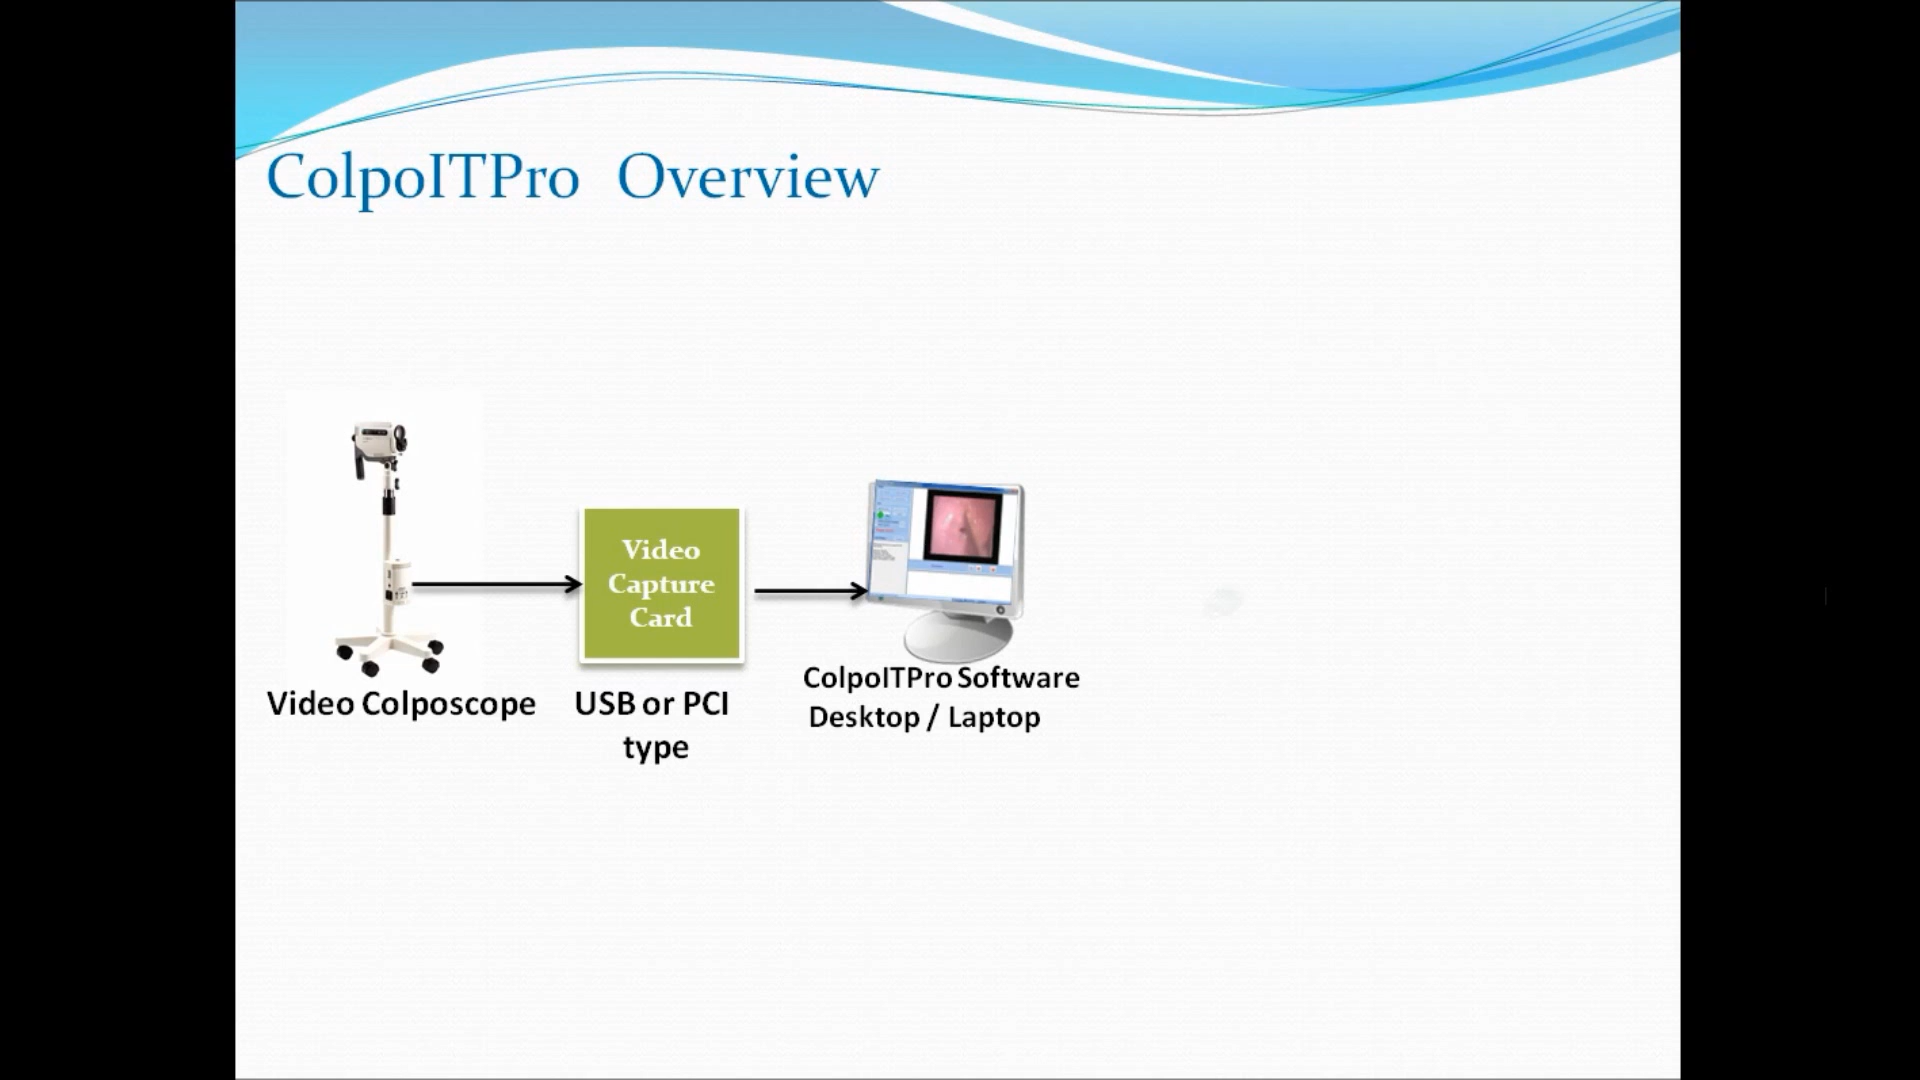 ColpoITPro Overview
Video
Capture
Card
Video Colposcope
USB or PCI
type
ColpoITPro Software
Desktop / Laptop